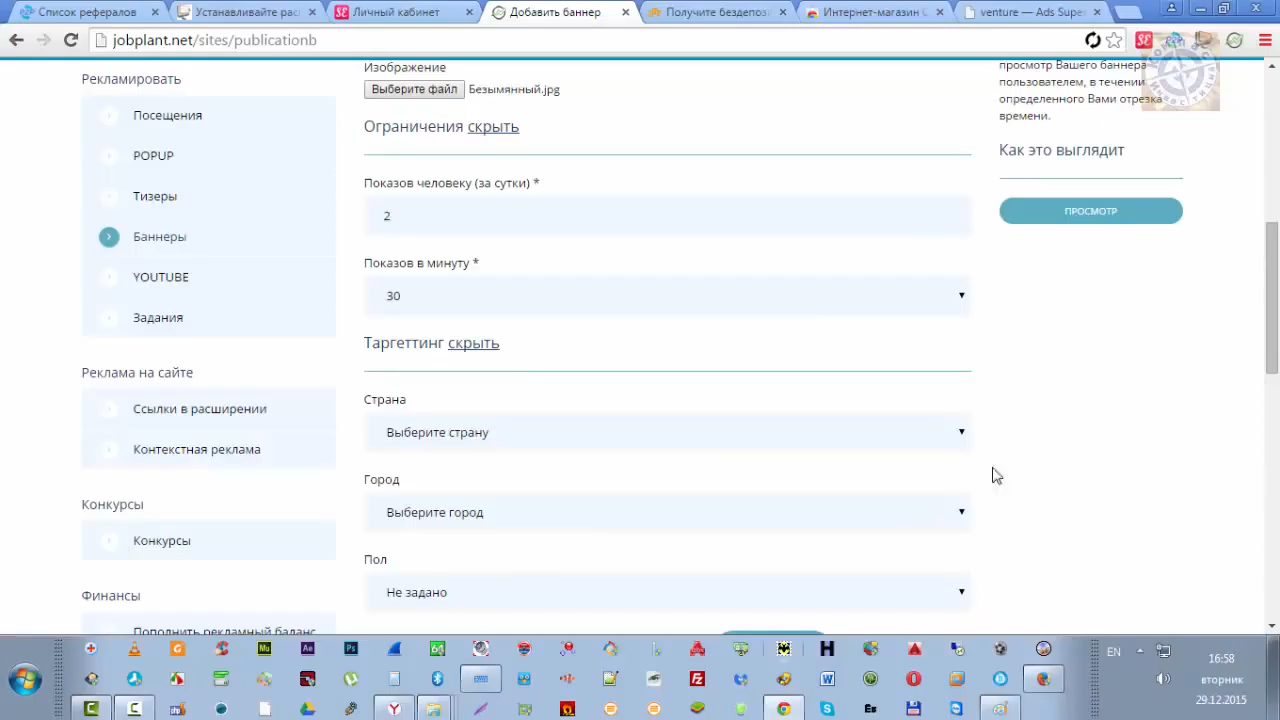 Список рефералов
Устанавливайте рас
Личный кабинет
Добавить баннер
Получите бездепоз
Интернет-магазин С
venture — Ads Supe
jobplant.net/sites/publicationb
Рекламировать
Посещения
POPUP
Тизеры
Баннеры
YOUTUBE
Задания
Реклама на сайте
Ссылки в расширении
Контекстная реклама
Конкурсы
Конкурсы
Финансы
Пополнить рекламный баланс
Изображение
Выберите файл Безымянный.jpg
Ограничения скрыть
Показов человеку (за сутки) *
2
Показов в минуту *
30
Таргеттинг скрыть
Страна
Выберите страну
Город
Выберите город
Пол
Не задано
просмотр Вашего баннера
пользователем, в течении
определенного Вами отрезка
времени.
Как это выглядит
ПРОСМОТР
EN
16:58
вторник
29.12.2015